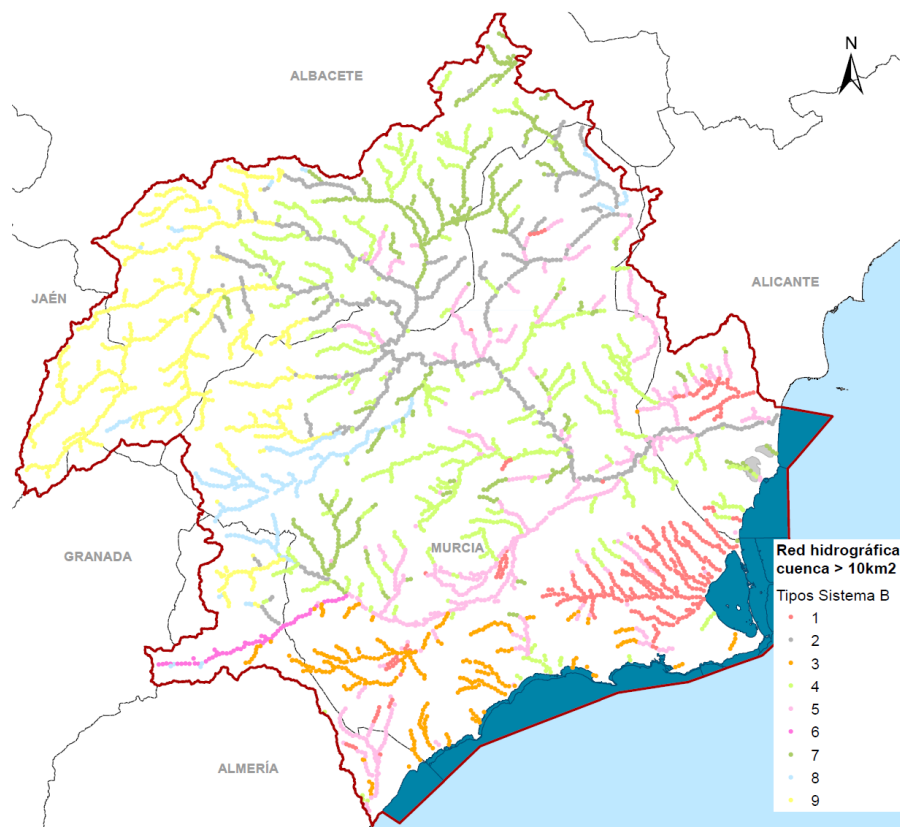 N
ALBACETE
JAÉN
ALICANTE
GRANADA
MURCIA
ALMERÍA
Red hidrográfica
cuenca > 10km2
Tipos Sistema B
1
2
3
4
5
6
7
8
9